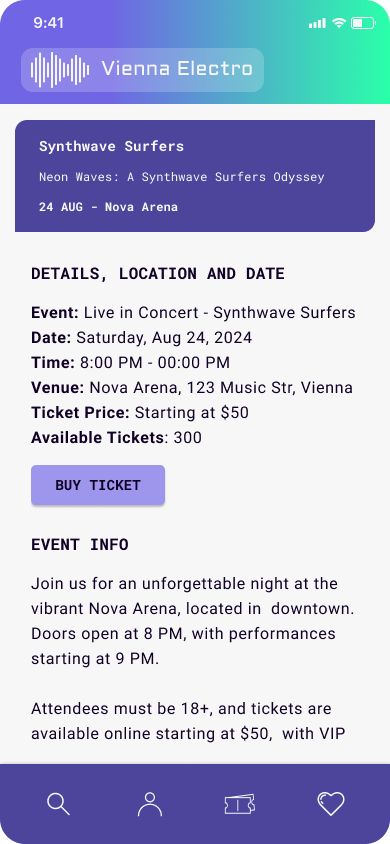 9:41
Vienna Electro
Synthwave Surfers
Neon Waves: A Synthwave Surfers Odyssey
24 AUG - Nova Arena
DETAILS, LOCATION AND DATE
Event: Live in Concert - Synthwave Surfers
Date: Saturday, Aug 24, 2024
Time: 8:00 PM - 00:00 PM
Venue: Nova Arena, 123 Music Str, Vienna
Ticket Price: Starting at $50
Available Tickets: 300
BUY TICKET
EVENT INFO
Join us for an unforgettable night at the
vibrant Nova Arena, located in  downtown.
Doors open at 8 PM, with performances
starting at 9 PM.
Attendees must be 18+, and tickets are
available online starting at $50,  with VIP